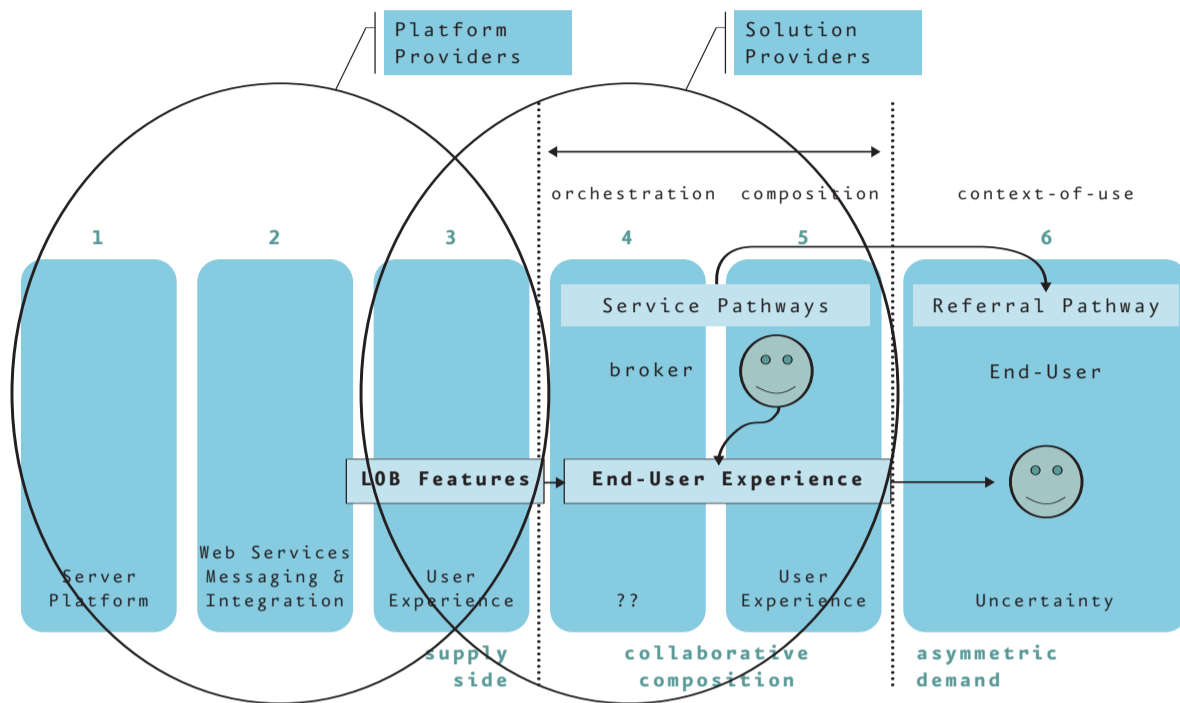 Platform
Providers
Solution
Providers
orchestration
composition
context-of-use
1
2
3
4
5
6
Service Pathways
Referral Pathway
broker
End-User
LOB Features
End-User Experience
Server
Platform
Web Services
Messaging &
Integration
User
Experience
??
User
Experience
Uncertainty
supply
side
collaborative
composition
asymmetric
demand